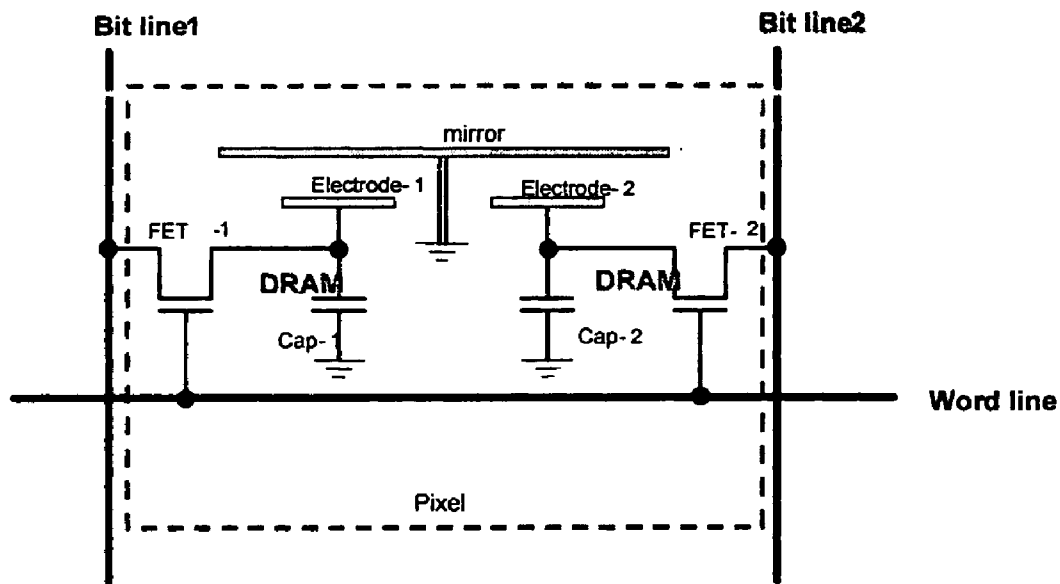 Bit line1
Bit line2
mirror
Electrode-1
Electrode-2
FET -1
FET- 2
DRAM
DRAM
Cap-1
Cap-2
Word line
Pixel